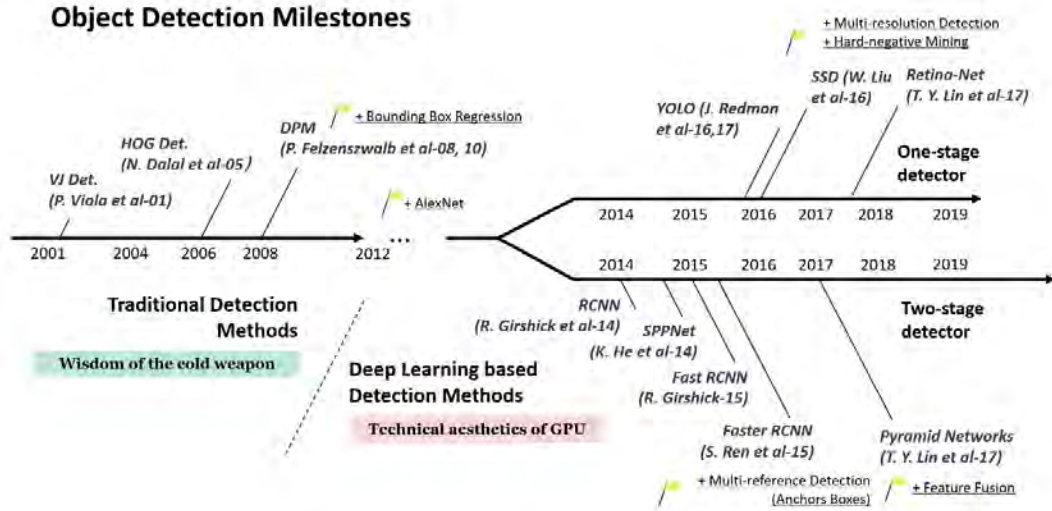 Object Detection Milestones
+ Multi-resolution Detection
+ Hard-negative Mining
SSD (W. Liu
et al-16)
Retina-Net
(T. Y. Lin et al-17)
YOLO (J. Redmon
et al-16,17)
+ Bounding Box Regression
DPM
(P. Felzenszwalb et al-08, 10)
HOG Det.
(N. Dalal et al-05)
VJ Det.
(P. Viola et al-01)
+ AlexNet
One-stage
detector
2014 2015 2016 2017 2018 2019
2001 2004 2006 2008 2012 ...
2014 2015 2016 2017 2018 2019
Two-stage
detector
Traditional Detection
Methods
Wisdom of the cold weapon
Deep Learning based
Detection Methods
Technical aesthetics of GPU
RCNN
(R. Girshick et al-14)
SPPNet
(K. He et al-14)
Fast RCNN
(R. Girshick-15)
Faster RCNN
(S. Ren et al-15)
Pyramid Networks
(T. Y. Lin et al-17)
+ Multi-reference Detection
(Anchors Boxes)
+ Feature Fusion